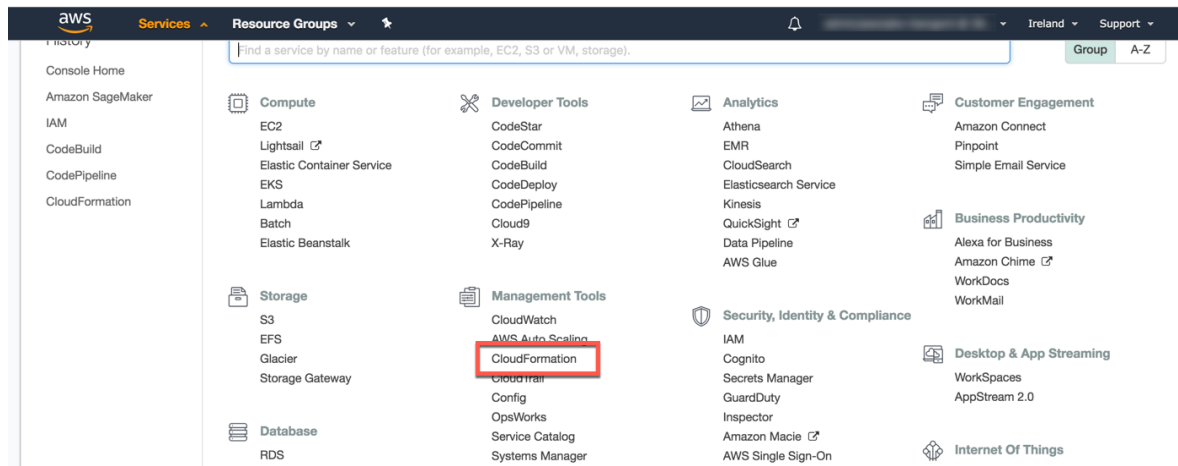 aws
Services
Resource Groups
Ireland
Support
History
Console Home
Amazon SageMaker
IAM
CodeBuild
CodePipeline
CloudFormation
Find a service by name or feature (for example, EC2, S3 or VM, storage).
Group
A-Z
Compute
EC2
Lightsail
Elastic Container Service
EKS
Lambda
Batch
Elastic Beanstalk
Storage
S3
EFS
Glacier
Storage Gateway
Database
RDS
Developer Tools
CodeStar
CodeCommit
CodeBuild
CodeDeploy
CodePipeline
Cloud9
X-Ray
Management Tools
CloudWatch
AWS Auto Scaling
CloudFormation
CloudTrail
Config
OpsWorks
Service Catalog
Systems Manager
Analytics
Athena
EMR
CloudSearch
Elasticsearch Service
Kinesis
QuickSight
Data Pipeline
AWS Glue
Security, Identity & Compliance
IAM
Cognito
Secrets Manager
GuardDuty
Inspector
Amazon Macie
AWS Single Sign-On
Customer Engagement
Amazon Connect
Pinpoint
Simple Email Service
Business Productivity
Alexa for Business
Amazon Chime
WorkDocs
WorkMail
Desktop & App Streaming
WorkSpaces
AppStream 2.0
Internet Of Things